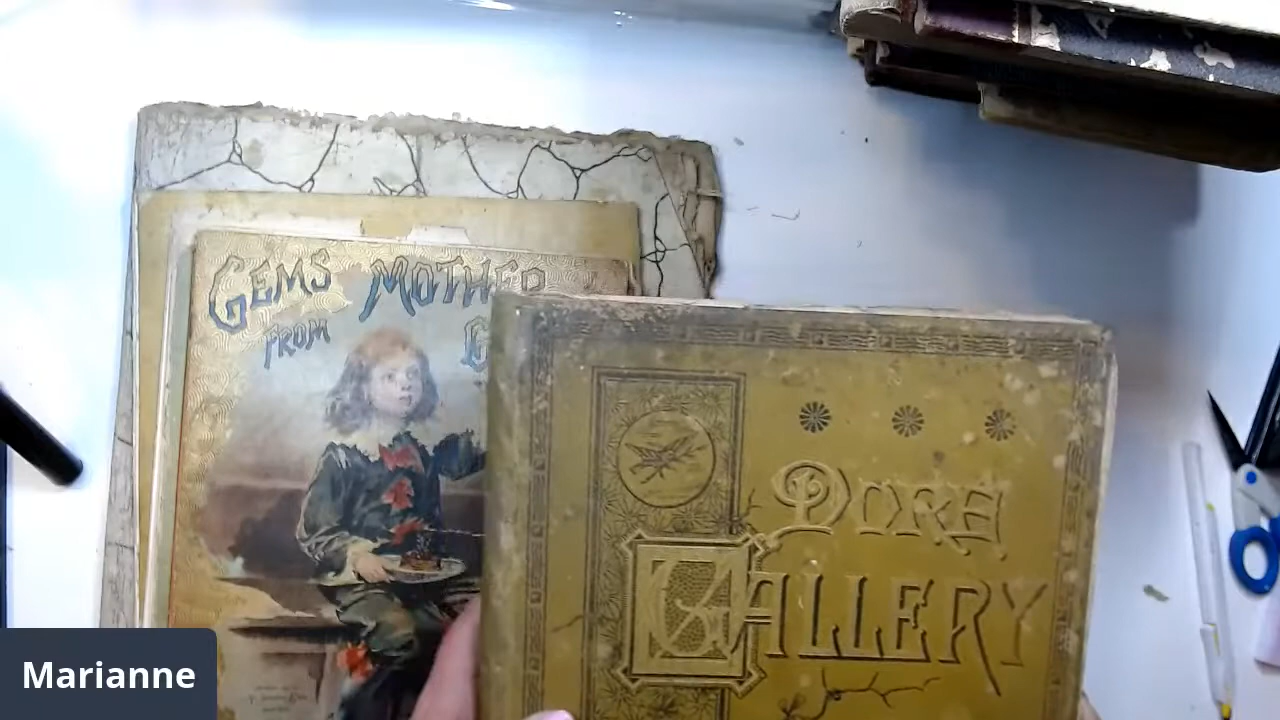 GEMS MOTHER
FROM G
DORE
GALLERY
Marianne